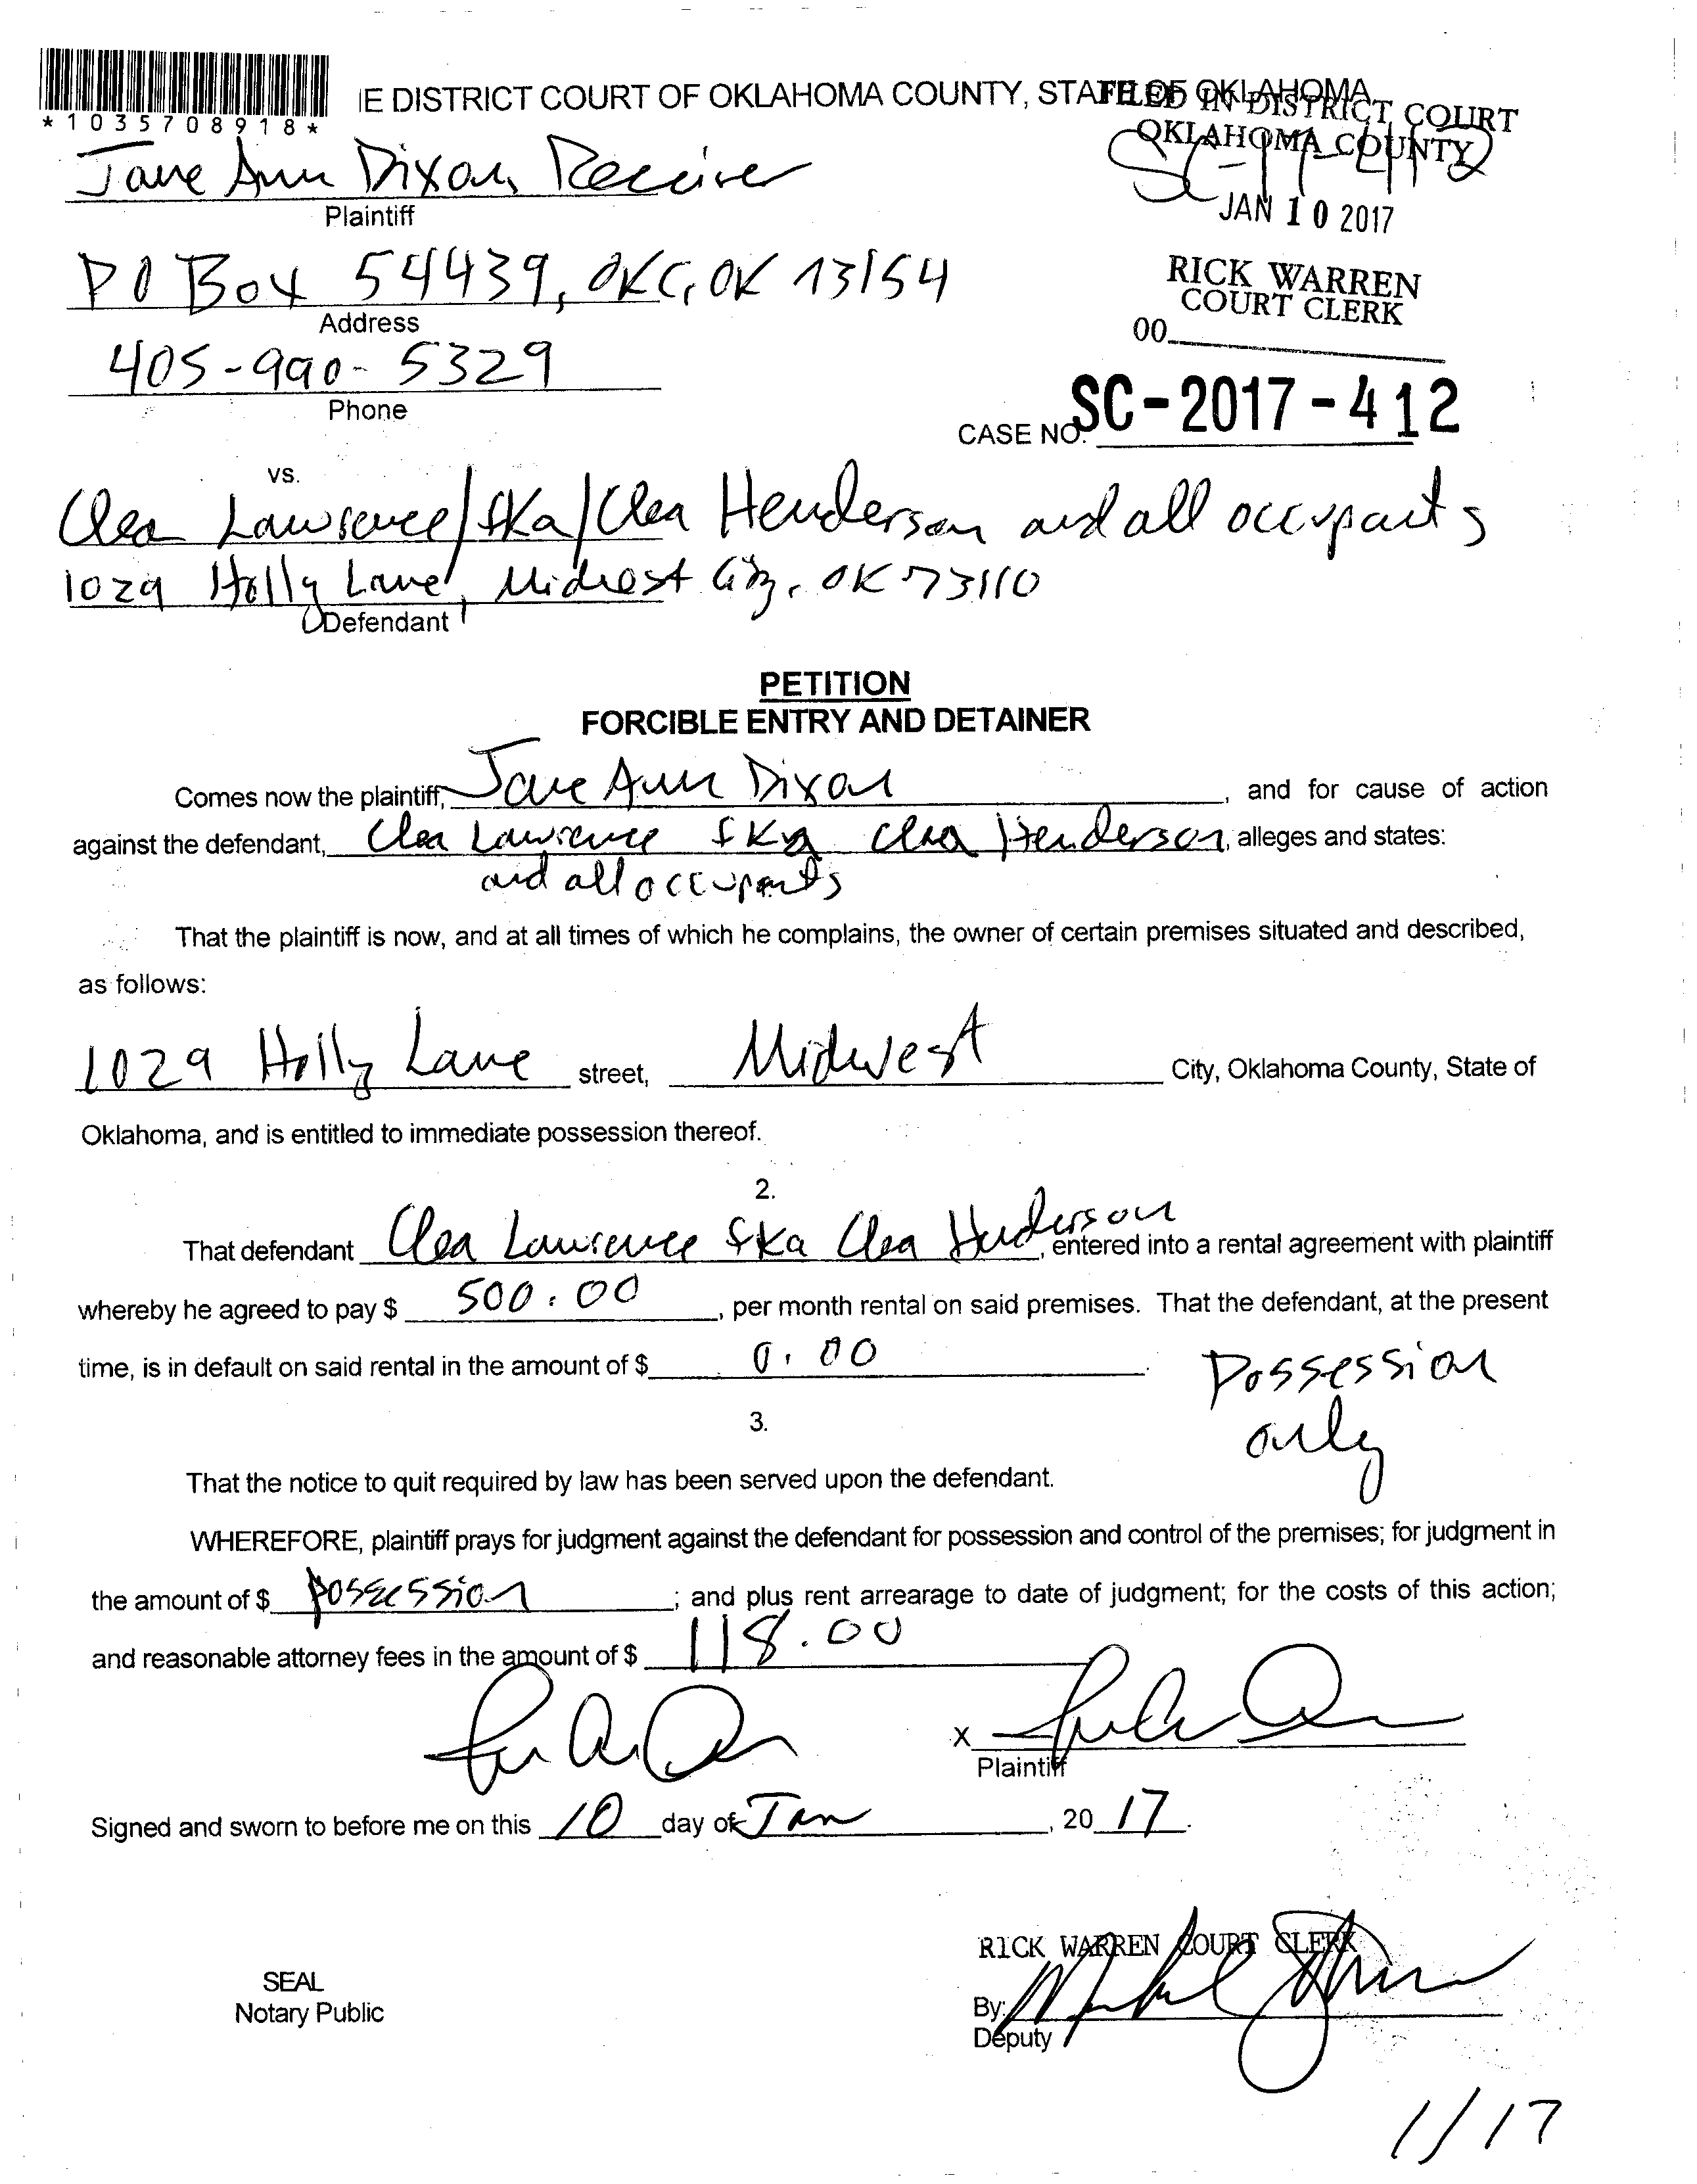 *1035708918*
IE DISTRICT COURT OF OKLAHOMA COUNTY, STATE OF OKLAHOMA
FILED IN DISTRICT COURT
OKLAHOMA COUNTY
Jane Ann Dixon, Receiver
SC-17-412
Plaintiff
JAN 10 2017
PO Box 54439, OKC, OK 73154
RICK WARREN
COURT CLERK
Address
00
405-990-5329
Phone
CASE NO. SC-2017-412
vs.
Clea Lawrence/fka/Clea Henderson and all occupants
1029 Holly Lane, Midwest City, OK 73110
Defendant
PETITION
FORCIBLE ENTRY AND DETAINER
Comes now the plaintiff, Jane Ann Dixon, and for cause of action
against the defendant, Clea Lawrence fka Clea Henderson, alleges and states:
and all occupants
That the plaintiff is now, and at all times of which he complains, the owner of certain premises situated and described,
as follows:
1029 Holly Lane street, Midwest City, Oklahoma County, State of
Oklahoma, and is entitled to immediate possession thereof.
2.
That defendant Clea Lawrence fka Clea Henderson, entered into a rental agreement with plaintiff
whereby he agreed to pay $ 500.00, per month rental on said premises. That the defendant, at the present
time, is in default on said rental in the amount of $ 0.00. Possession
only
3.
That the notice to quit required by law has been served upon the defendant.
WHEREFORE, plaintiff prays for judgment against the defendant for possession and control of the premises; for judgment in
the amount of $ possession; and plus rent arrearage to date of judgment; for the costs of this action;
and reasonable attorney fees in the amount of $ 118.00
X
Plaintiff
Signed and sworn to before me on this 10 day of Jan, 2017.
RICK WARREN COURT CLERK
SEAL
Notary Public
By:
Deputy
1/17